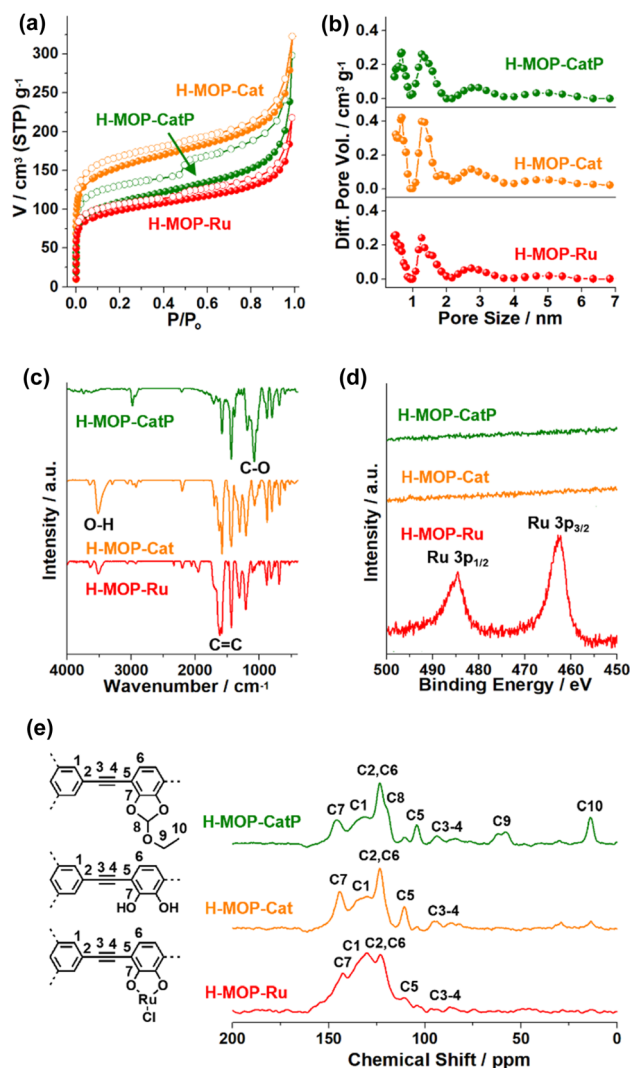 (a)
V / cm³ (STP) g⁻¹
300
250
200
150
100
50
0
H-MOP-Cat
H-MOP-CatP
H-MOP-Ru
0.0 0.2 0.4 0.6 0.8 1.0
P/Pₒ
(b)
Diff. Pore Vol. / cm³ g⁻¹
0.4
0.2
0.0
H-MOP-CatP
0.4
0.2
0.0
H-MOP-Cat
0.4
0.2
0.0
H-MOP-Ru
1 2 3 4 5 6 7
Pore Size / nm
(c)
Intensity / a.u.
H-MOP-CatP
C-O
O-H
H-MOP-Cat
H-MOP-Ru
C=C
4000 3000 2000 1000
Wavenumber / cm⁻¹
(d)
Intensity / a.u.
H-MOP-CatP
H-MOP-Cat
H-MOP-Ru
Ru 3p₃/₂
Ru 3p₁/₂
500 490 480 470 460 450
Binding Energy / eV
(e)
1 2 3 4 5 6
7
O O
8
O 9 10
1 2 3 4 5 6
7
HO OH
1 2 3 4 5 6
7
O O
Ru
Cl
H-MOP-CatP
C7 C1 C2,C6 C8 C5 C3-4 C9 C10
H-MOP-Cat
C7 C1 C2,C6 C5 C3-4
H-MOP-Ru
C7 C1 C2,C6 C5 C3-4
200 150 100 50 0
Chemical Shift / ppm